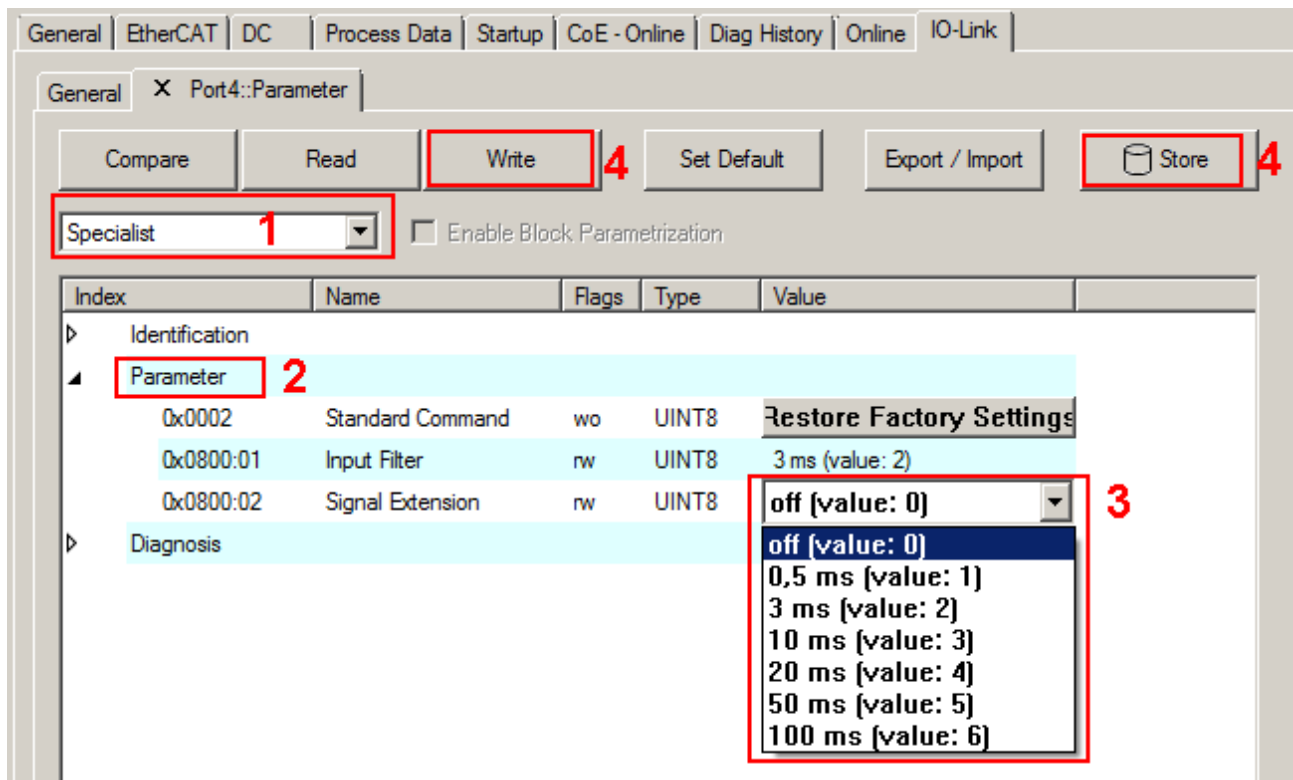 General EtherCAT DC Process Data Startup CoE - Online Diag History Online IO-Link
General X Port4::Parameter
Compare Read Write 4 Set Default Export / Import Store 4
Specialist 1 Enable Block Parametrization
Index Name Flags Type Value
Identification
Parameter 2
0x0002 Standard Command wo UINT8 Restore Factory Settings
0x0800:01 Input Filter rw UINT8 3 ms (value: 2)
0x0800:02 Signal Extension rw UINT8 off (value: 0) 3
Diagnosis off (value: 0)
0,5 ms (value: 1)
3 ms (value: 2)
10 ms (value: 3)
20 ms (value: 4)
50 ms (value: 5)
100 ms (value: 6)